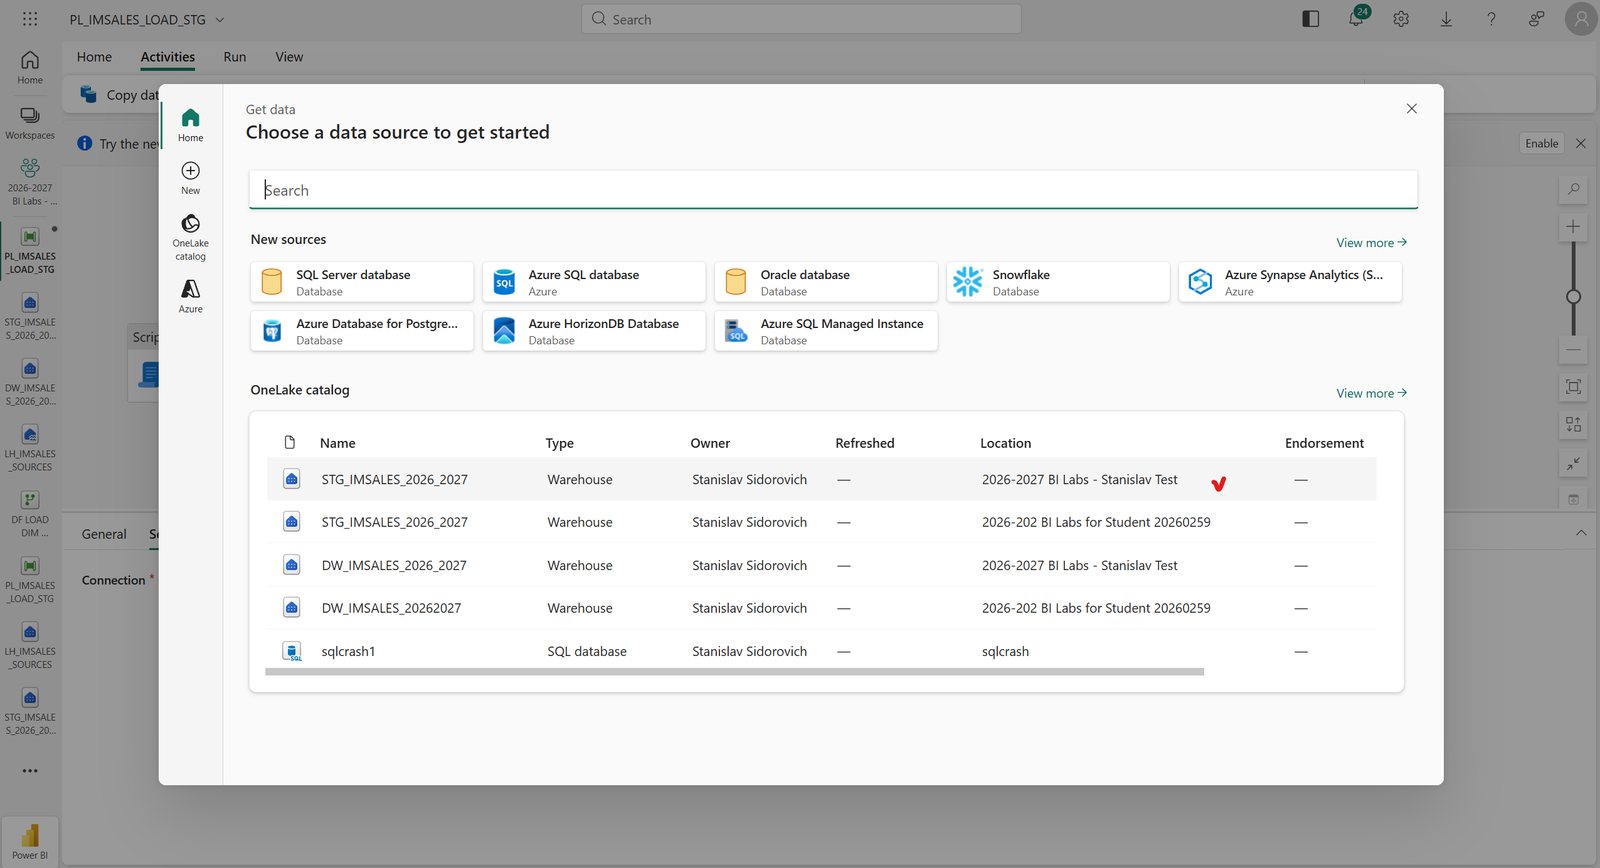 PL_IMSALES_LOAD_STG
Search
24
Home
Workspaces
2026-2027
BI Labs - ...
PL_IMSALES
_LOAD_STG
STG_IMSALE
S_2026_20...
DW_IMSALE
S_2026_20...
LH_IMSALES
_SOURCES
DF LOAD
DIM ...
PL_IMSALES
_LOAD_STG
LH_IMSALES
_SOURCES
STG_IMSALE
S_2026_20...
Power BI
Home
Activities
Run
View
Copy dat
Try the ne
Enable
Scrip
General
Connection *
Home
New
OneLake
catalog
Azure
Get data
Choose a data source to get started
Search
New sources
View more
SQL Server database
Database
Azure SQL database
Azure
Oracle database
Database
Snowflake
Database
Azure Synapse Analytics (S...
Azure
Azure Database for Postgre...
Database
Azure HorizonDB Database
Database
Azure SQL Managed Instance
Database
OneLake catalog
View more
Name Type Owner Refreshed Location Endorsement
STG_IMSALES_2026_2027 Warehouse Stanislav Sidorovich — 2026-2027 BI Labs - Stanislav Test —
STG_IMSALES_2026_2027 Warehouse Stanislav Sidorovich — 2026-202 BI Labs for Student 20260259 —
DW_IMSALES_2026_2027 Warehouse Stanislav Sidorovich — 2026-2027 BI Labs - Stanislav Test —
DW_IMSALES_20262027 Warehouse Stanislav Sidorovich — 2026-202 BI Labs for Student 20260259 —
sqlcrash1 SQL database Stanislav Sidorovich — sqlcrash —